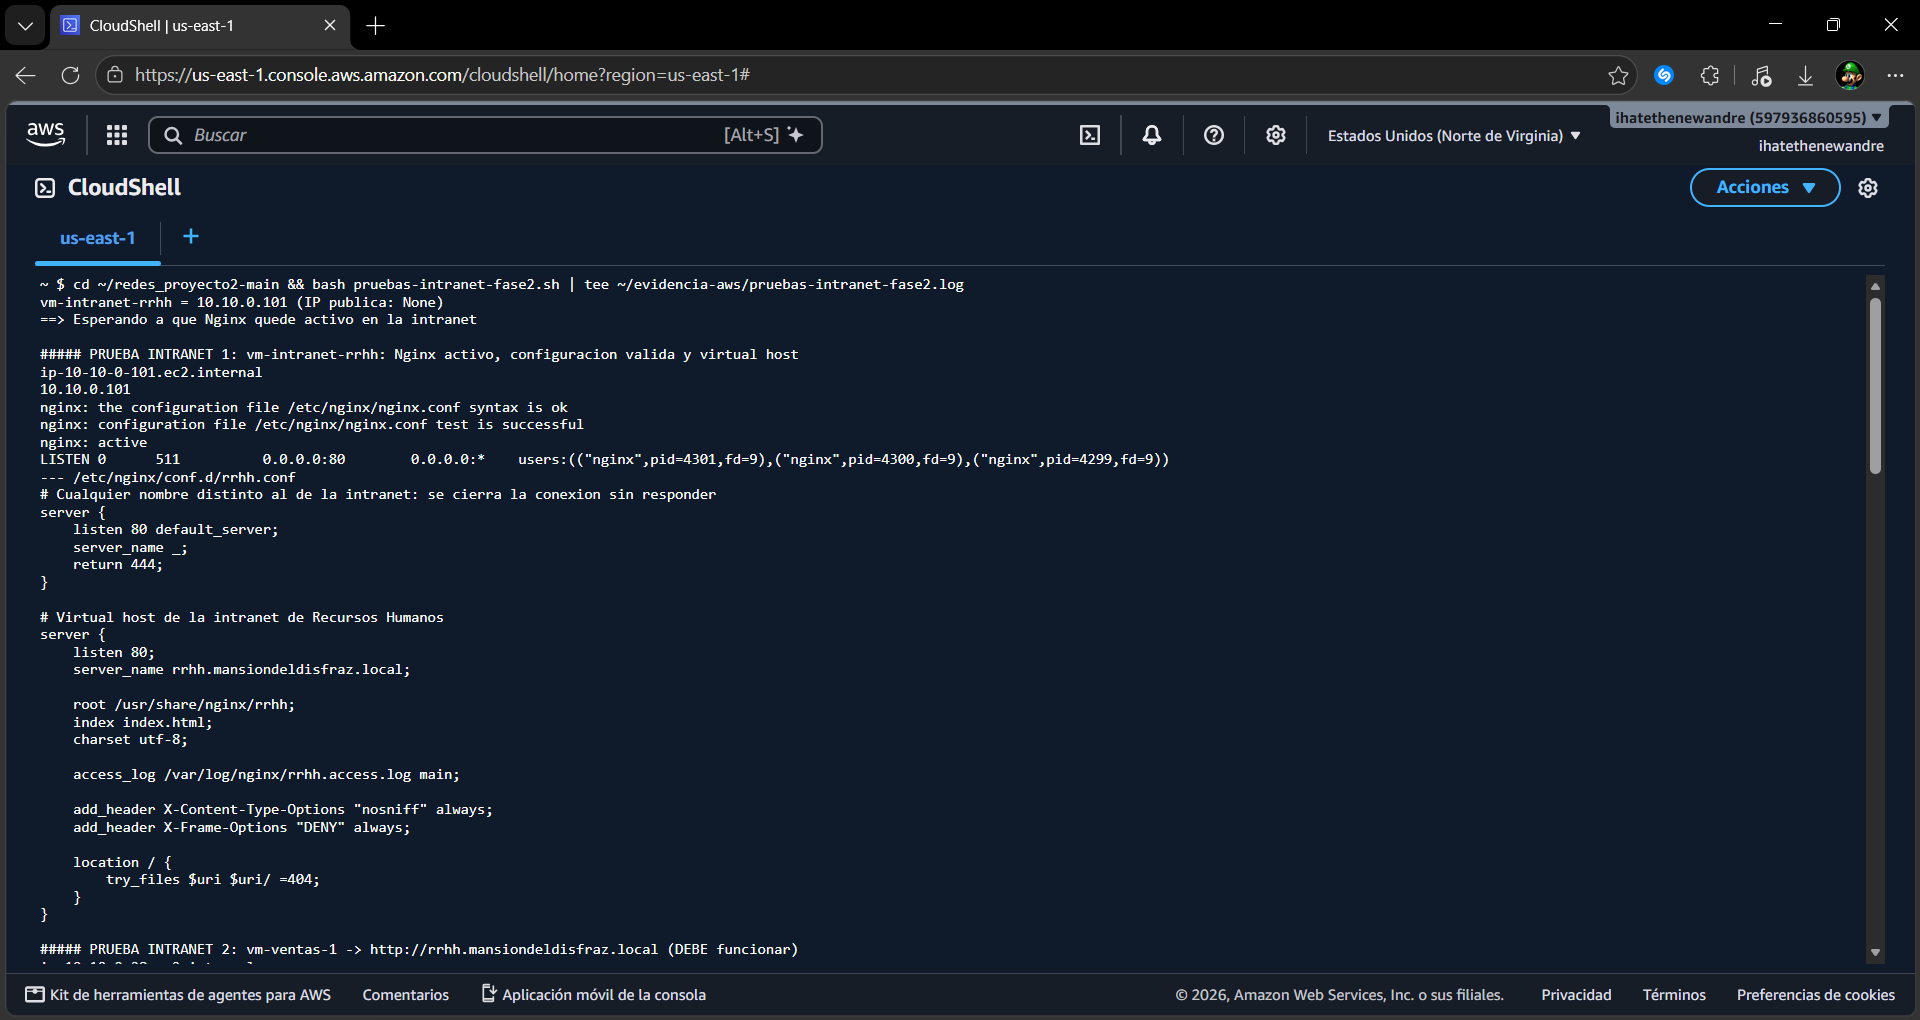 CloudShell | us-east-1
https://us-east-1.console.aws.amazon.com/cloudshell/home?region=us-east-1#
aws
Buscar
[Alt+S]
Estados Unidos (Norte de Virginia)
ihatethenewandre (597936860595)
ihatethenewandre
CloudShell
Acciones
us-east-1
~ $ cd ~/redes_proyecto2-main && bash pruebas-intranet-fase2.sh | tee ~/evidencia-aws/pruebas-intranet-fase2.log
vm-intranet-rrhh = 10.10.0.101 (IP publica: None)
==> Esperando a que Nginx quede activo en la intranet
##### PRUEBA INTRANET 1: vm-intranet-rrhh: Nginx activo, configuracion valida y virtual host
ip-10-10-0-101.ec2.internal
10.10.0.101
nginx: the configuration file /etc/nginx/nginx.conf syntax is ok
nginx: configuration file /etc/nginx/nginx.conf test is successful
nginx: active
LISTEN 0      511          0.0.0.0:80        0.0.0.0:*    users:(("nginx",pid=4301,fd=9),("nginx",pid=4300,fd=9),("nginx",pid=4299,fd=9))
--- /etc/nginx/conf.d/rrhh.conf
# Cualquier nombre distinto al de la intranet: se cierra la conexion sin responder
server {
    listen 80 default_server;
    server_name _;
    return 444;
}
# Virtual host de la intranet de Recursos Humanos
server {
    listen 80;
    server_name rrhh.mansiondeldisfraz.local;
    root /usr/share/nginx/rrhh;
    index index.html;
    charset utf-8;
    access_log /var/log/nginx/rrhh.access.log main;
    add_header X-Content-Type-Options "nosniff" always;
    add_header X-Frame-Options "DENY" always;
    location / {
        try_files $uri $uri/ =404;
    }
}
##### PRUEBA INTRANET 2: vm-ventas-1 -> http://rrhh.mansiondeldisfraz.local (DEBE funcionar)
Kit de herramientas de agentes para AWS
Comentarios
Aplicación móvil de la consola
© 2026, Amazon Web Services, Inc. o sus filiales.
Privacidad
Términos
Preferencias de cookies